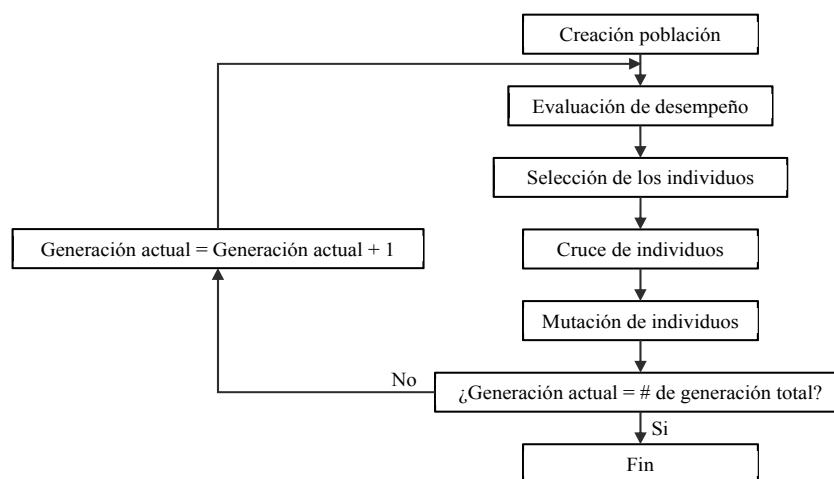 Creación población
Evaluación de desempeño
Selección de los individuos
Generación actual = Generación actual + 1
Cruce de individuos
Mutación de individuos
No
¿Generación actual = # de generación total?
Si
Fin